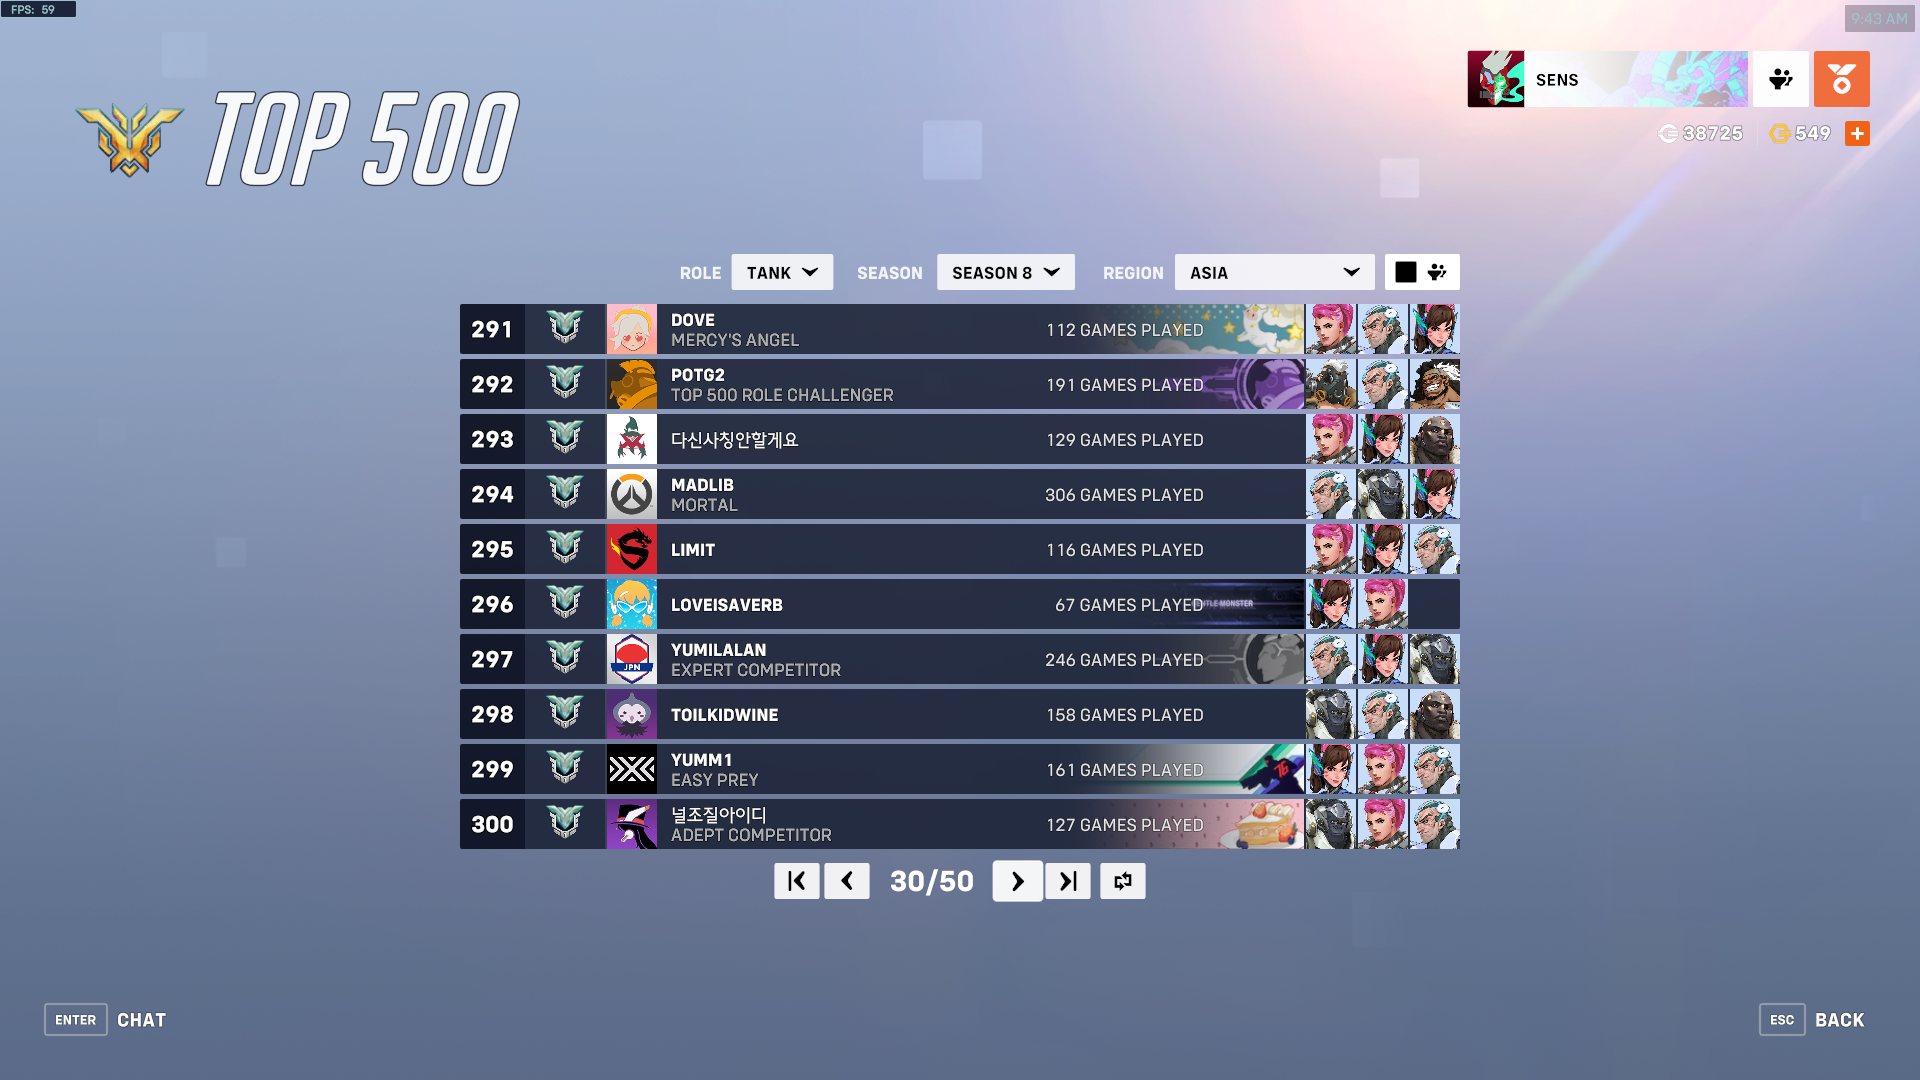 FPS: 59
9:43 AM
TOP 500
SENS
38725
549
ROLE
TANK
SEASON
SEASON 8
REGION
ASIA
291
DOVE
MERCY'S ANGEL
112 GAMES PLAYED
292
POTG2
TOP 500 ROLE CHALLENGER
191 GAMES PLAYED
293
다신사칭안할게요
129 GAMES PLAYED
294
MADLIB
MORTAL
306 GAMES PLAYED
295
LIMIT
116 GAMES PLAYED
296
LOVEISAVERB
67 GAMES PLAYED
MONSTER
297
JPN
YUMILALAN
EXPERT COMPETITOR
246 GAMES PLAYED
298
TOILKIDWINE
158 GAMES PLAYED
299
YUMM1
EASY PREY
161 GAMES PLAYED
76
300
널조질아이디
ADEPT COMPETITOR
127 GAMES PLAYED
30/50
ENTER
CHAT
ESC
BACK